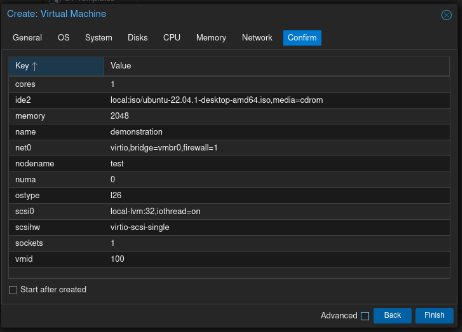 Create: Virtual Machine
General OS System Disks CPU Memory Network Confirm
Key ↑ Value
cores 1
ide2 local:iso/ubuntu-22.04.1-desktop-amd64.iso,media=cdrom
memory 2048
name demonstration
net0 virtio,bridge=vmbr0,firewall=1
nodename test
numa 0
ostype l26
scsi0 local-lvm:32,iothread=on
scsihw virtio-scsi-single
sockets 1
vmid 100
Start after created
Advanced Back Finish